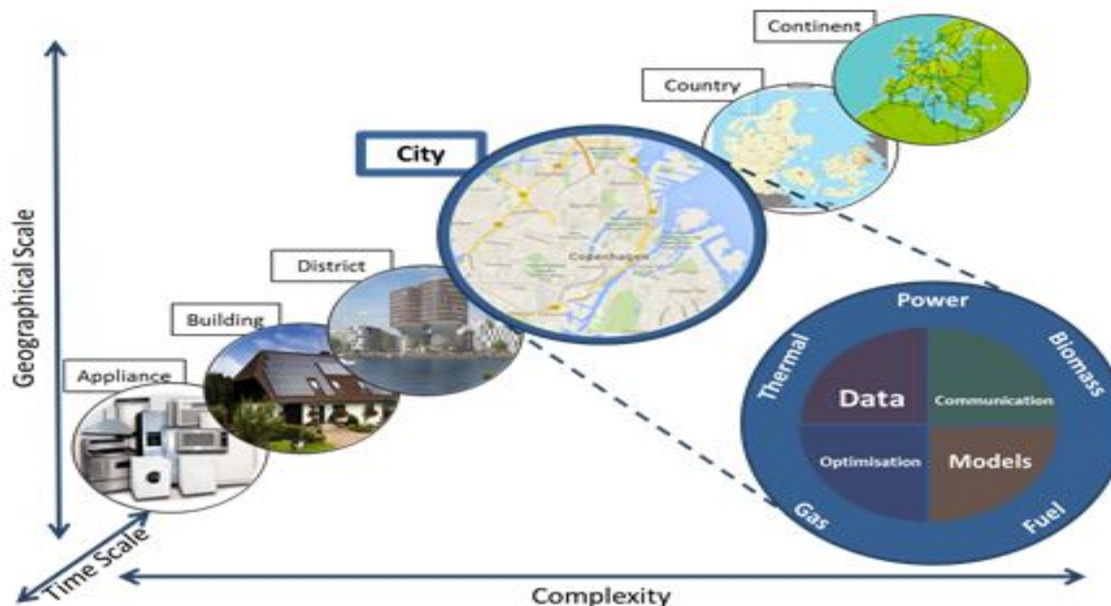 Continent
Country
City
District
Building
Appliance
Geographical Scale
Time Scale
Complexity
Copenhagen
Power
Thermal
Biomass
Data
Communication
Optimisation
Models
Gas
Fuel